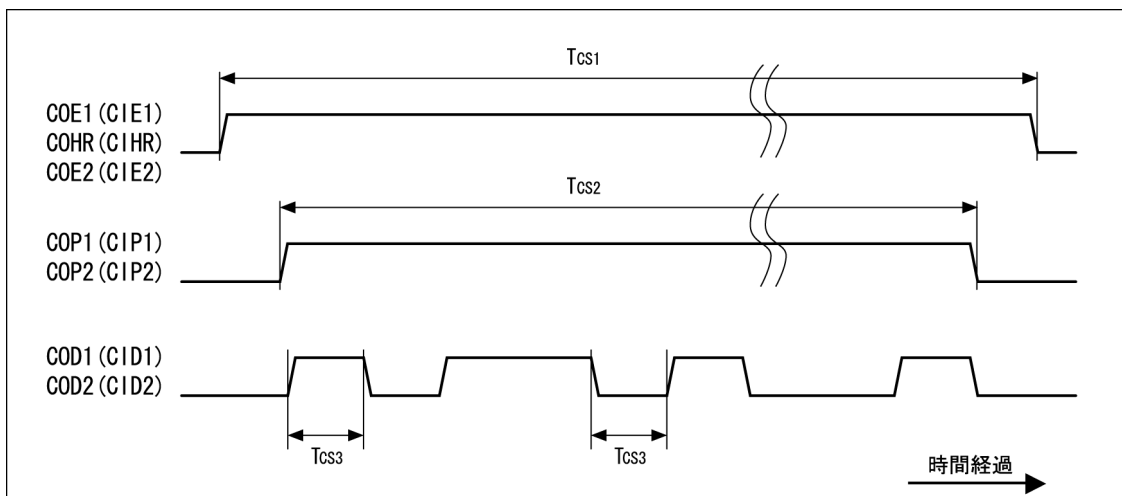 Tcs1
COE1(CIE1)
COHR(CIHR)
COE2(CIE2)
Tcs2
COP1(CIP1)
COP2(CIP2)
COD1(CID1)
COD2(CID2)
Tcs3
Tcs3
時間経過